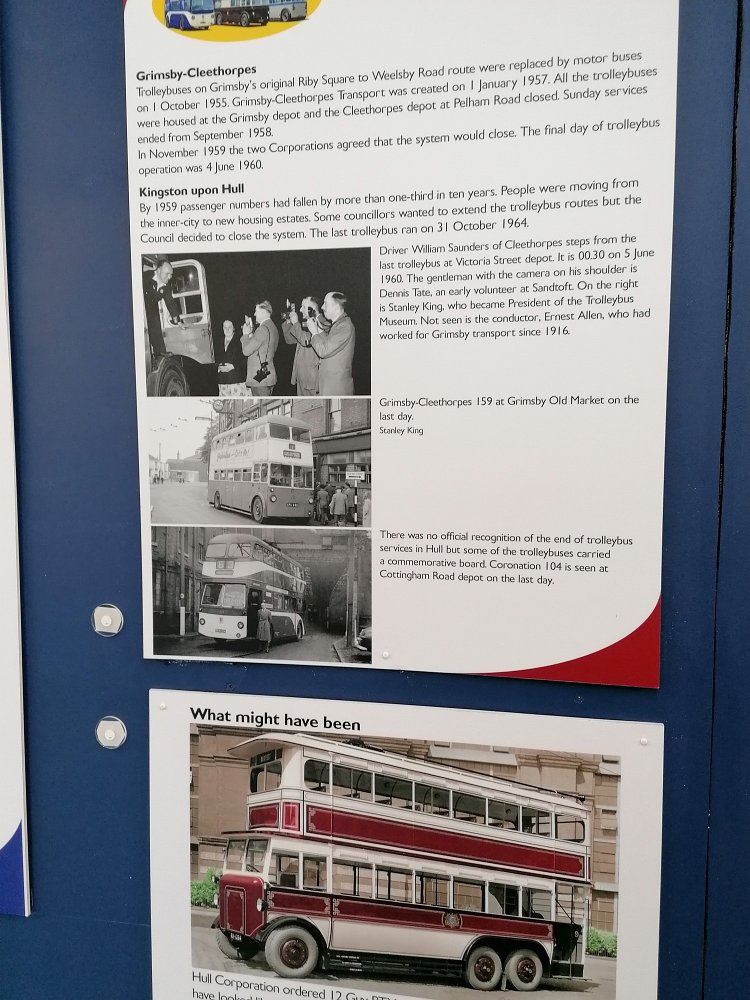 Grimsby-Cleethorpes
Trolleybuses on Grimsby's original Riby Square to Weelsby Road route were replaced by motor buses
on 1 October 1955. Grimsby-Cleethorpes Transport was created on 1 January 1957. All the trolleybuses
were housed at the Grimsby depot and the Cleethorpes depot at Pelham Road closed. Sunday services
ended from September 1958.
In November 1959 the two Corporations agreed that the system would close. The final day of trolleybus
operation was 4 June 1960.
Kingston upon Hull
By 1959 passenger numbers had fallen by more than one-third in ten years. People were moving from
the inner-city to new housing estates. Some councillors wanted to extend the trolleybus routes but the
Council decided to close the system. The last trolleybus ran on 31 October 1964.
Driver William Saunders of Cleethorpes steps from the
last trolleybus at Victoria Street depot. It is 00.30 on 5 June
1960. The gentleman with the camera on his shoulder is
Dennis Tate, an early volunteer at Sandtoft. On the right
is Stanley King, who became President of the Trolleybus
Museum. Not seen is the conductor, Ernest Allen, who had
worked for Grimsby transport since 1916.
Grimsby-Cleethorpes 159 at Grimsby Old Market on the
last day.
Stanley King
There was no official recognition of the end of trolleybus
services in Hull but some of the trolleybuses carried
a commemorative board. Coronation 104 is seen at
Cottingham Road depot on the last day.
What might have been
Hull Corporation ordered 12 Guy
have looked